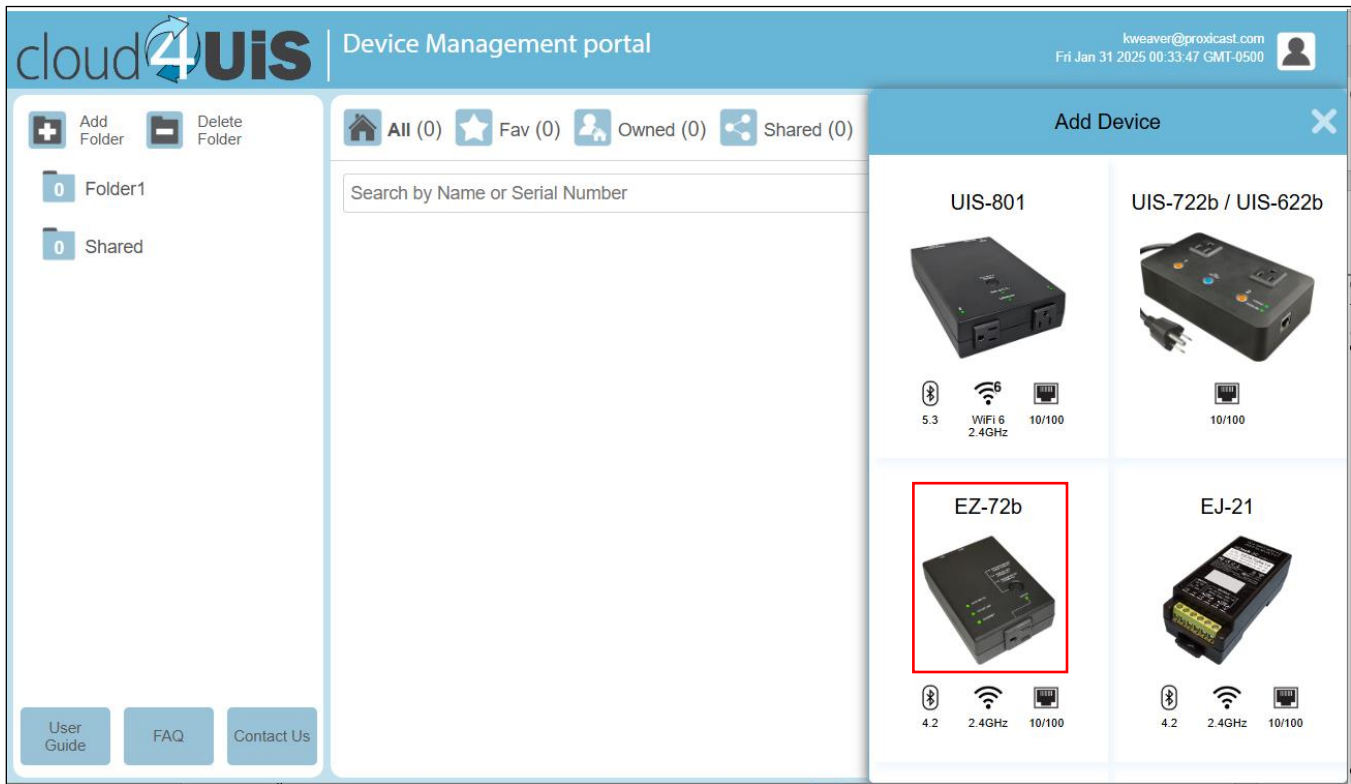 cloud4UiS
Device Management portal
kweaver@proxicast.com
Fri Jan 31 2025 00:33:47 GMT-0500
Add
Folder
Delete
Folder
0 Folder1
0 Shared
User
Guide
FAQ
Contact Us
All (0) Fav (0) Owned (0) Shared (0)
Search by Name or Serial Number
Add Device
UIS-801
5.3
6
WiFi 6
2.4GHz
10/100
UIS-722b / UIS-622b
10/100
EZ-72b
4.2
2.4GHz
10/100
EJ-21
4.2
2.4GHz
10/100